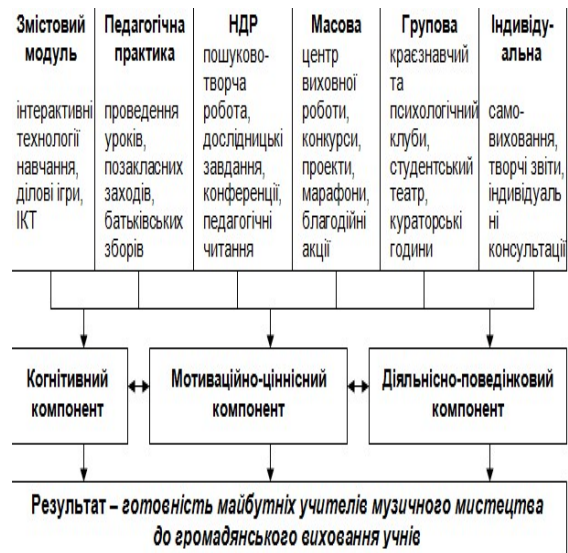 Змістовий
модуль
інтерактивні
технології
навчання,
ділові ігри,
ІКТ
Педагогічна
практика
проведення
уроків,
позакласних
заходів,
батьківських
зборів
НДР
пошуково-
творча
робота,
дослідницькі
завдання,
конференції,
педагогічні
читання
Масова
центр
виховної
роботи,
конкурси,
проекти,
марафони,
благодійні
акції
Групова
краєзнавчий
та
психологічний
клуби,
студентський
театр,
кураторські
години
Індивіду-
альна
само-
виховання,
творчі звіти,
індивідуаль
ні
консультації
Когнитивний
компонент
Мотиваційно-ціннісний
компонент
Діяльнісно-поведінковий
компонент
Результат – готовність майбутніх учителів музичного мистецтва
до громадянського виховання учнів